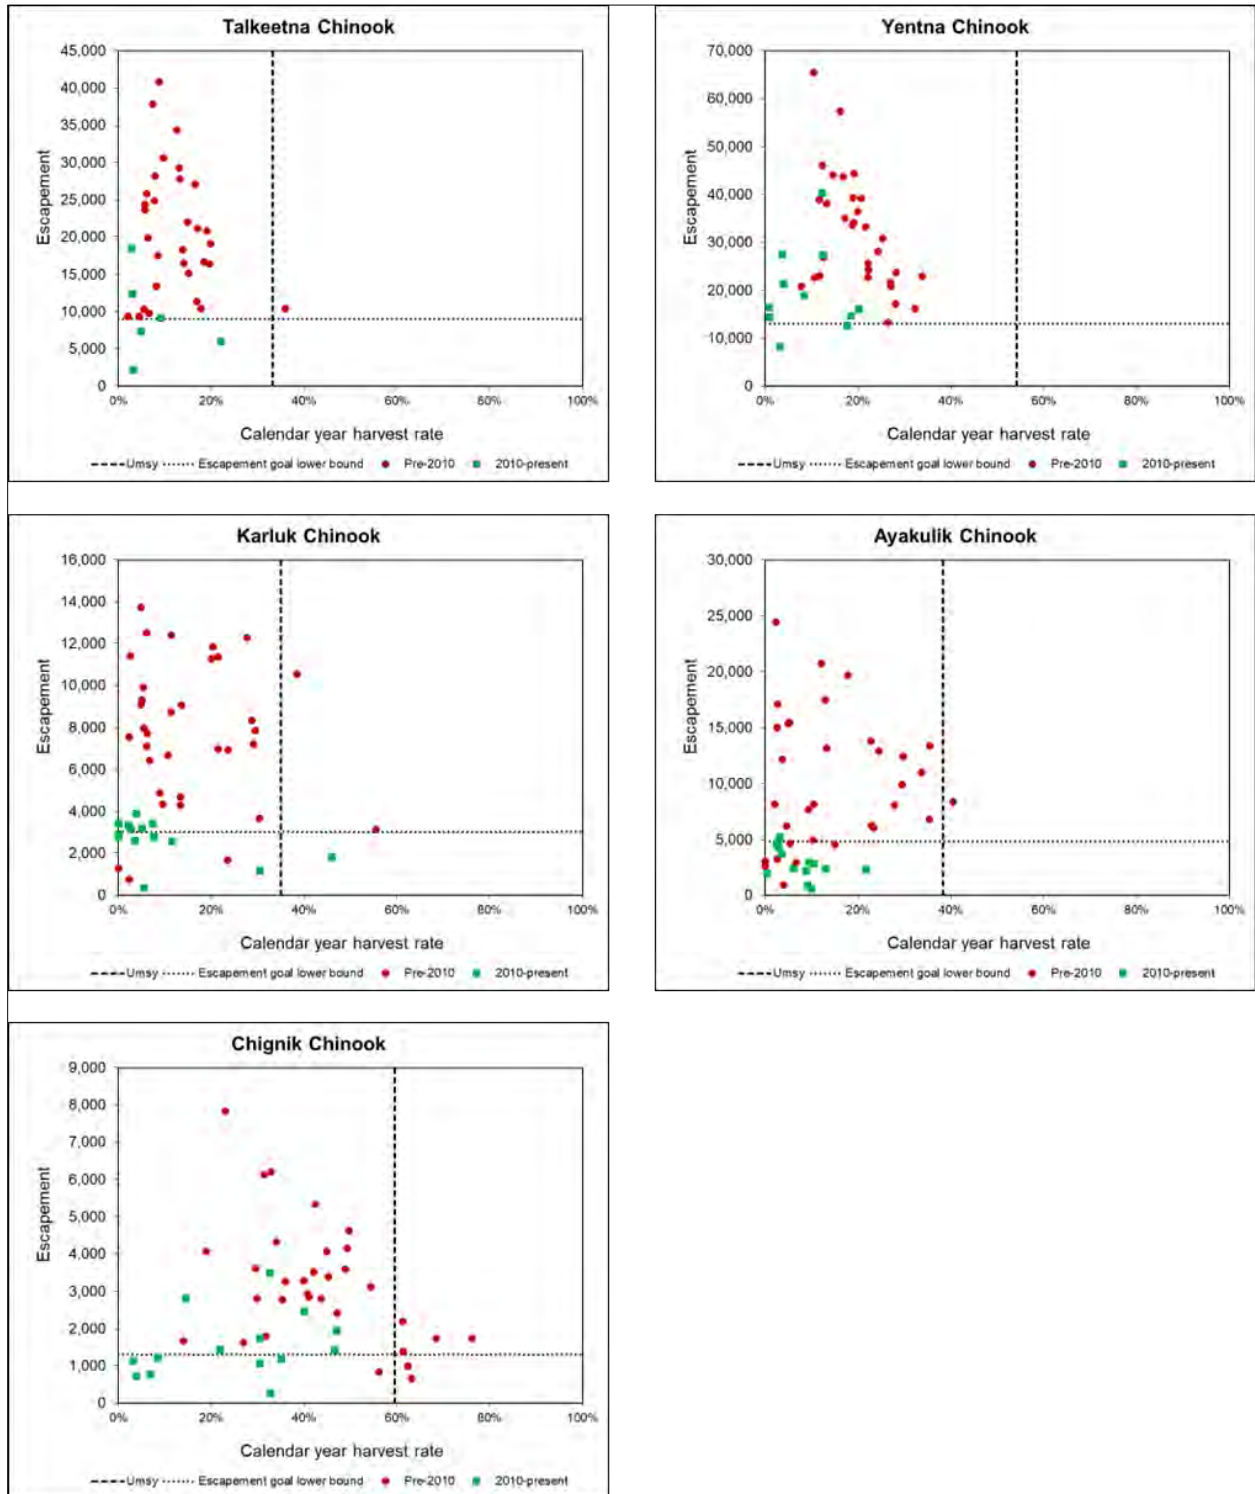 Talkeetna Chinook
45,000
40,000
35,000
30,000
25,000
20,000
15,000
10,000
5,000
0
Escapement
0% 20% 40% 60% 80% 100%
Calendar year harvest rate
Umsy Escapement goal lower bound Pre-2010 2010-present
Yentna Chinook
70,000
60,000
50,000
40,000
30,000
20,000
10,000
0
Escapement
0% 20% 40% 60% 80% 100%
Calendar year harvest rate
Umsy Escapement goal lower bound Pre-2010 2010-present
Karluk Chinook
16,000
14,000
12,000
10,000
8,000
6,000
4,000
2,000
0
Escapement
0% 20% 40% 60% 80% 100%
Calendar year harvest rate
Umsy Escapement goal lower bound Pre-2010 2010-present
Ayakulik Chinook
30,000
25,000
20,000
15,000
10,000
5,000
0
Escapement
0% 20% 40% 60% 80% 100%
Calendar year harvest rate
Umsy Escapement goal lower bound Pre-2010 2010-present
Chignik Chinook
9,000
8,000
7,000
6,000
5,000
4,000
3,000
2,000
1,000
0
Escapement
0% 20% 40% 60% 80% 100%
Calendar year harvest rate
Umsy Escapement goal lower bound Pre-2010 2010-present